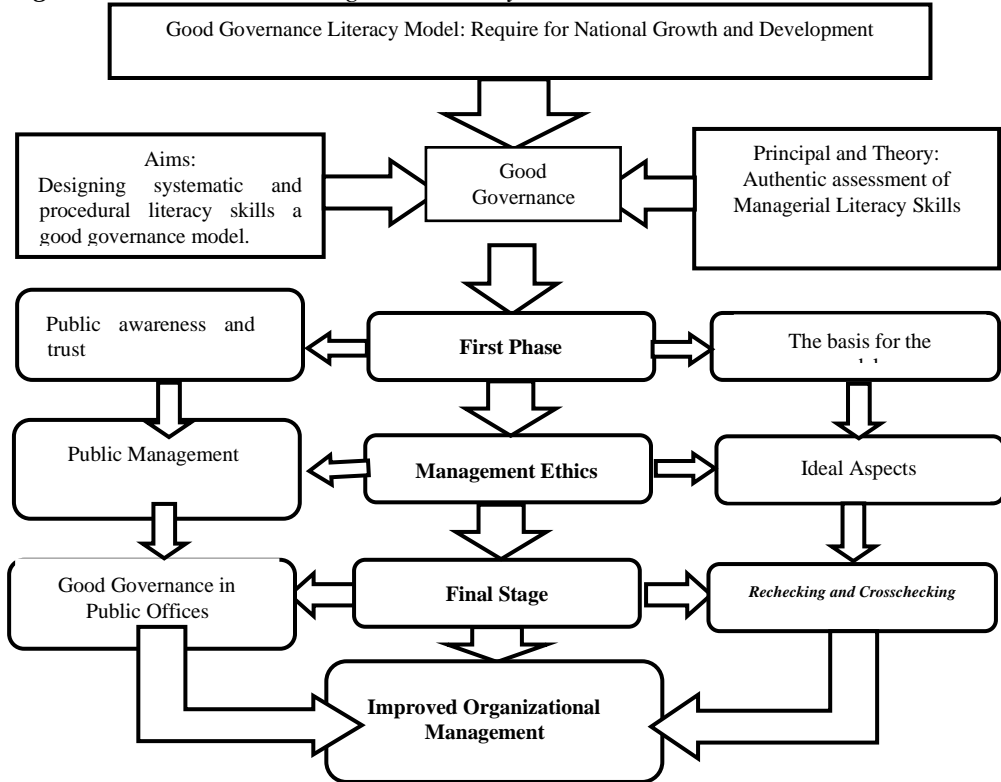 Good Governance Literacy Model: Require for National Growth and Development
Aims:
Designing systematic and
procedural literacy skills a
good governance model.
Good
Governance
Principal and Theory:
Authentic assessment of
Managerial Literacy Skills
Public awareness and
trust
First Phase
The basis for the
Public Management
Management Ethics
Ideal Aspects
Good Governance in
Public Offices
Final Stage
Rechecking and Crosschecking
Improved Organizational
Management